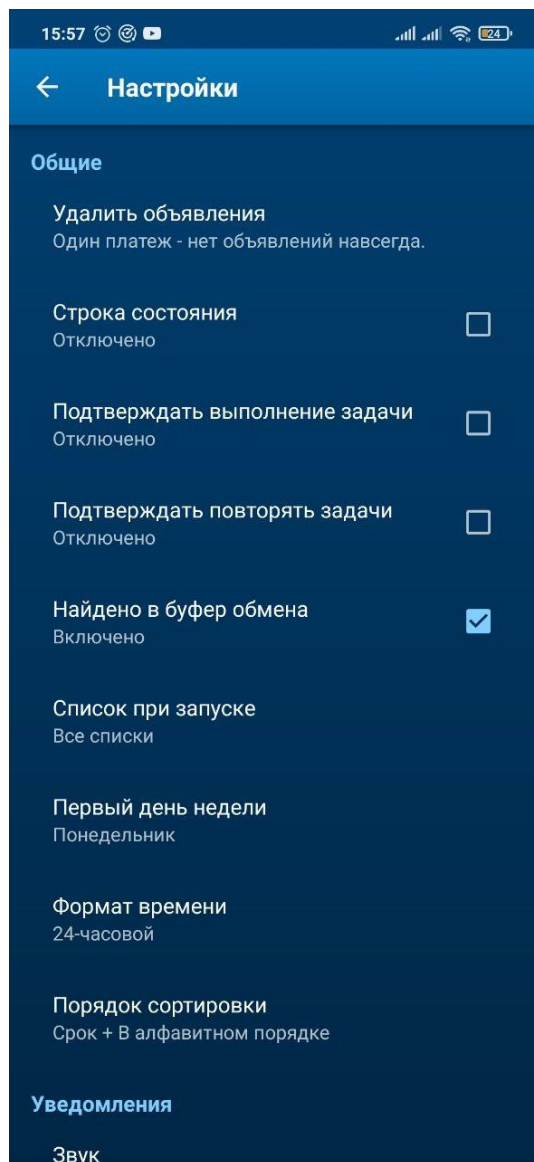 15:57 24
Настройки
Общие
Удалить объявления
Один платеж - нет объявлений навсегда.
Строка состояния
Отключено
Подтверждать выполнение задачи
Отключено
Подтверждать повторять задачи
Отключено
Найдено в буфер обмена
Включено
Список при запуске
Все списки
Первый день недели
Понедельник
Формат времени
24-часовой
Порядок сортировки
Срок + В алфавитном порядке
Уведомления
Звук